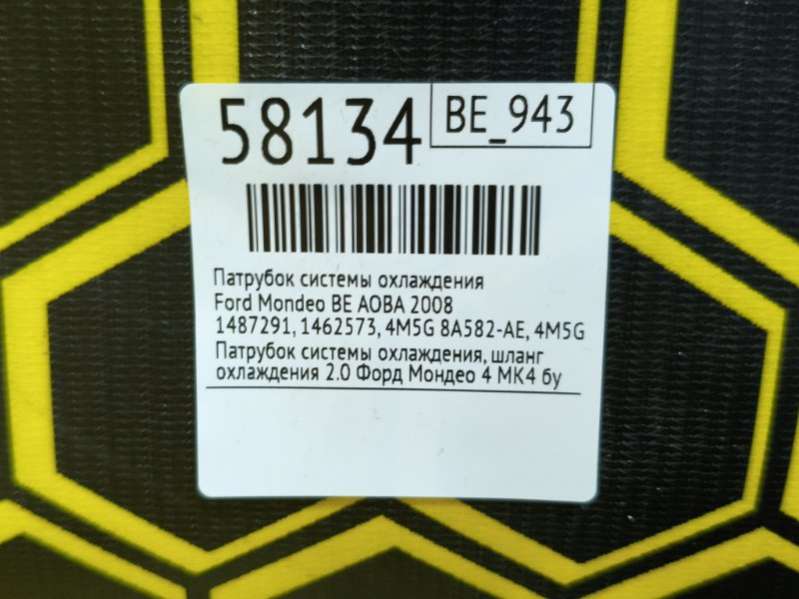 58134
BE_943
Патрубок системы охлаждения
Ford Mondeo BE AOBA 2008
1487291, 1462573, 4M5G 8A582-AE, 4M5G
Патрубок системы охлаждения, шланг
охлаждения 2.0 Форд Мондео 4 МК4 бу